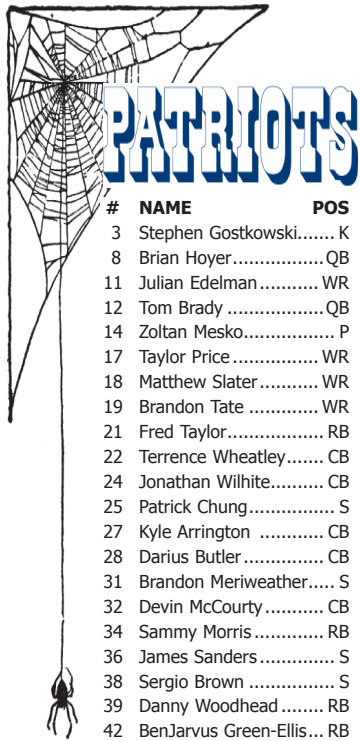 PATRIOTS
# NAME POS
3 Stephen Gostkowski....... K
8 Brian Hoyer.................QB
11 Julian Edelman........... WR
12 Tom Brady ..................QB
14 Zoltan Mesko................. P
17 Taylor Price................ WR
18 Matthew Slater........... WR
19 Brandon Tate ............. WR
21 Fred Taylor.................. RB
22 Terrence Wheatley....... CB
24 Jonathan Wilhite.......... CB
25 Patrick Chung................ S
27 Kyle Arrington ............ CB
28 Darius Butler............... CB
31 Brandon Meriweather..... S
32 Devin McCourty........... CB
34 Sammy Morris............. RB
36 James Sanders.............. S
38 Sergio Brown ................ S
39 Danny Woodhead........ RB
42 BenJarvus Green-Ellis... RB